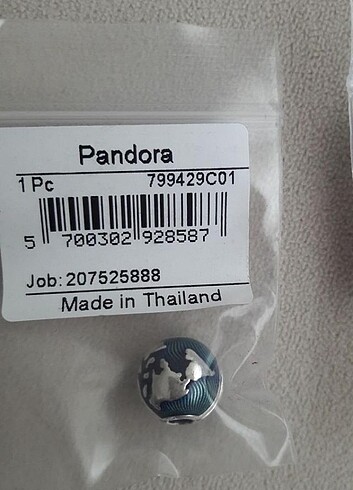 Pandora
1 Pc 799429C01
5 700302 928587
Job: 207525888
Made in Thailand